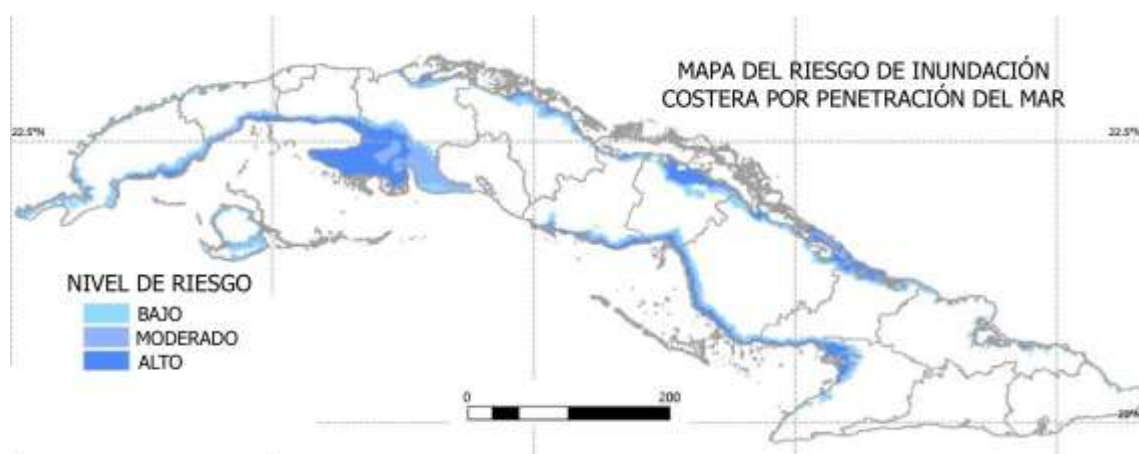 MAPA DEL RIESGO DE INUNDACIÓN
COSTERA POR PENETRACIÓN DEL MAR
22.5°N
22.5°N
NIVEL DE RIESGO
BAJO
MODERADO
ALTO
0
200
20°N